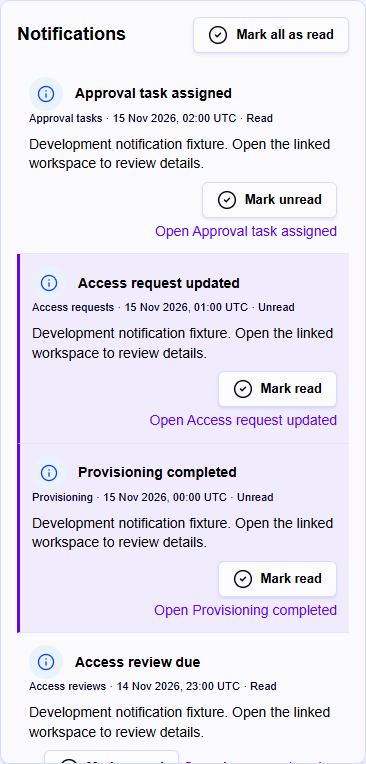 Notifications
Mark all as read
Approval task assigned
Approval tasks · 15 Nov 2026, 02:00 UTC · Read
Development notification fixture. Open the linked
workspace to review details.
Mark unread
Open Approval task assigned
Access request updated
Access requests · 15 Nov 2026, 01:00 UTC · Unread
Development notification fixture. Open the linked
workspace to review details.
Mark read
Open Access request updated
Provisioning completed
Provisioning · 15 Nov 2026, 00:00 UTC · Unread
Development notification fixture. Open the linked
workspace to review details.
Mark read
Open Provisioning completed
Access review due
Access reviews · 14 Nov 2026, 23:00 UTC · Read
Development notification fixture. Open the linked
workspace to review details.